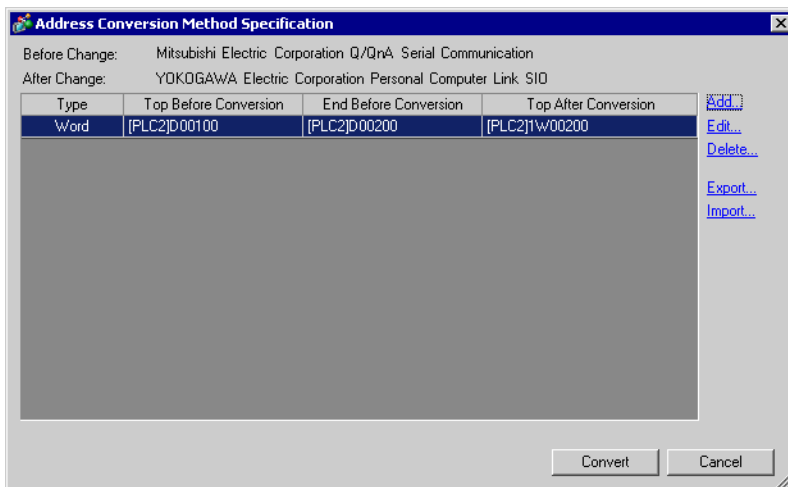 Address Conversion Method Specification
Before Change: Mitsubishi Electric Corporation Q/QnA Serial Communication
After Change: YOKOGAWA Electric Corporation Personal Computer Link SIO
Type Top Before Conversion End Before Conversion Top After Conversion
Word [PLC2]D00100 [PLC2]D00200 [PLC2]1W00200
Add...
Edit...
Delete...
Export...
Import...
Convert Cancel